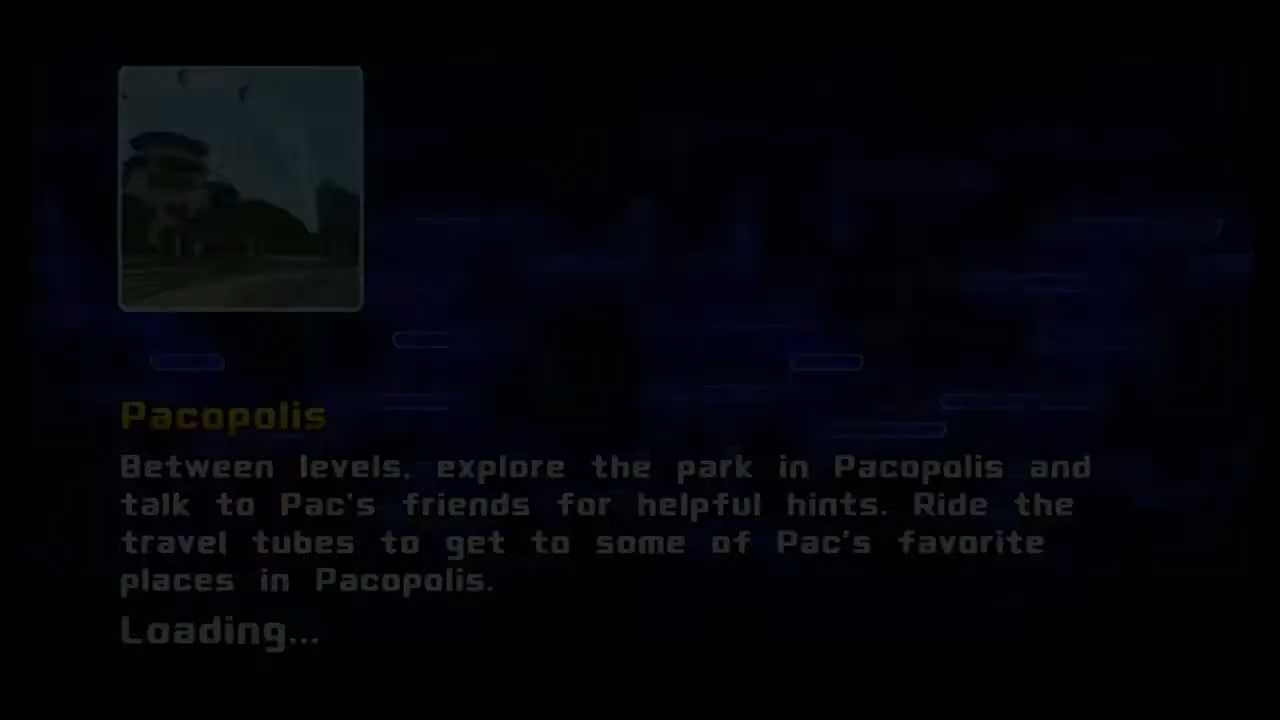 Pacopolis
Between levels, explore the park in Pacopolis and
talk to Pac's friends for helpful hints. Ride the
travel tubes to get to some of Pac's favorite
places in Pacopolis.
Loading...